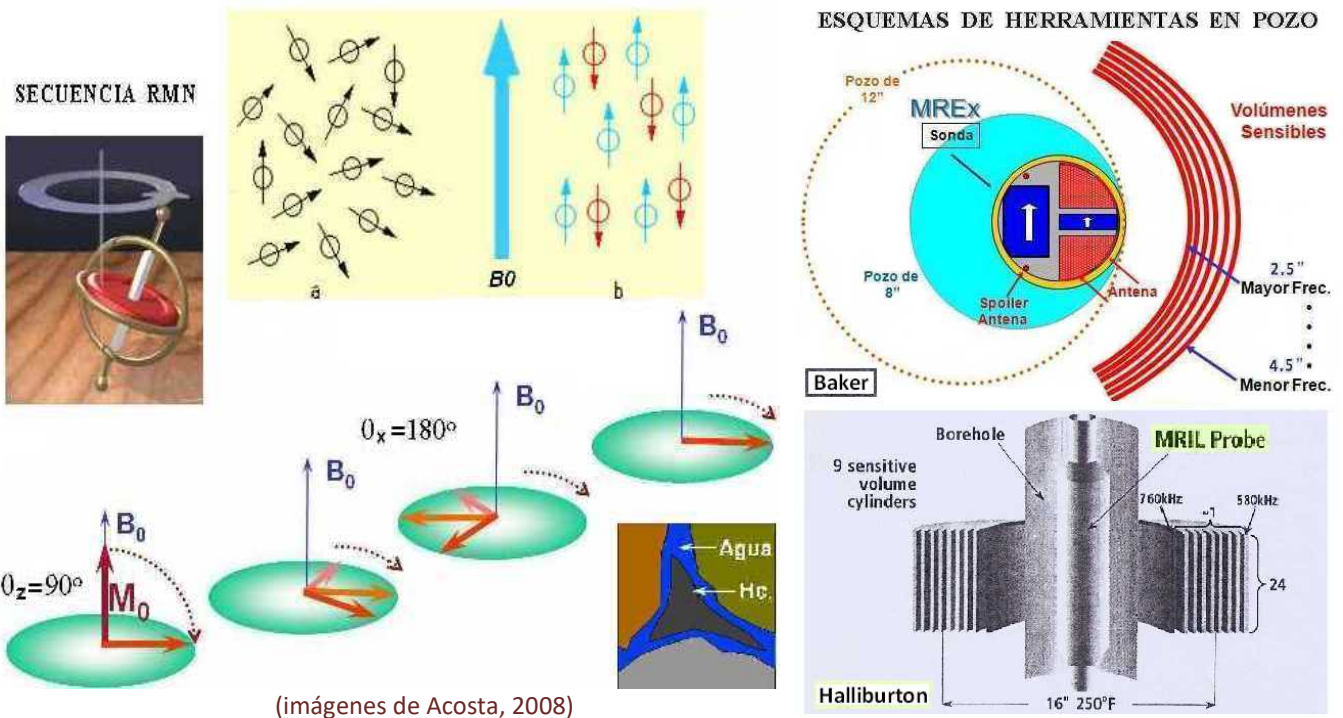 SECUENCIA RMN
a
B0
b
θz=90º
B0
M0
B0
θx=180º
B0
B0
Agua
Hc.
(imágenes de Acosta, 2008)
ESQUEMAS DE HERRAMIENTAS EN POZO
Pozo de
12"
MREx
Sonda
Volúmenes
Sensibles
Pozo de
8"
Spoiler
Antena
Antena
2.5"
Mayor Frec.
4.5"
Menor Frec.
Baker
Borehole
MRIL Probe
9 sensitive
volume
cylinders
760kHz
580kHz
24
Halliburton
16" 250°F